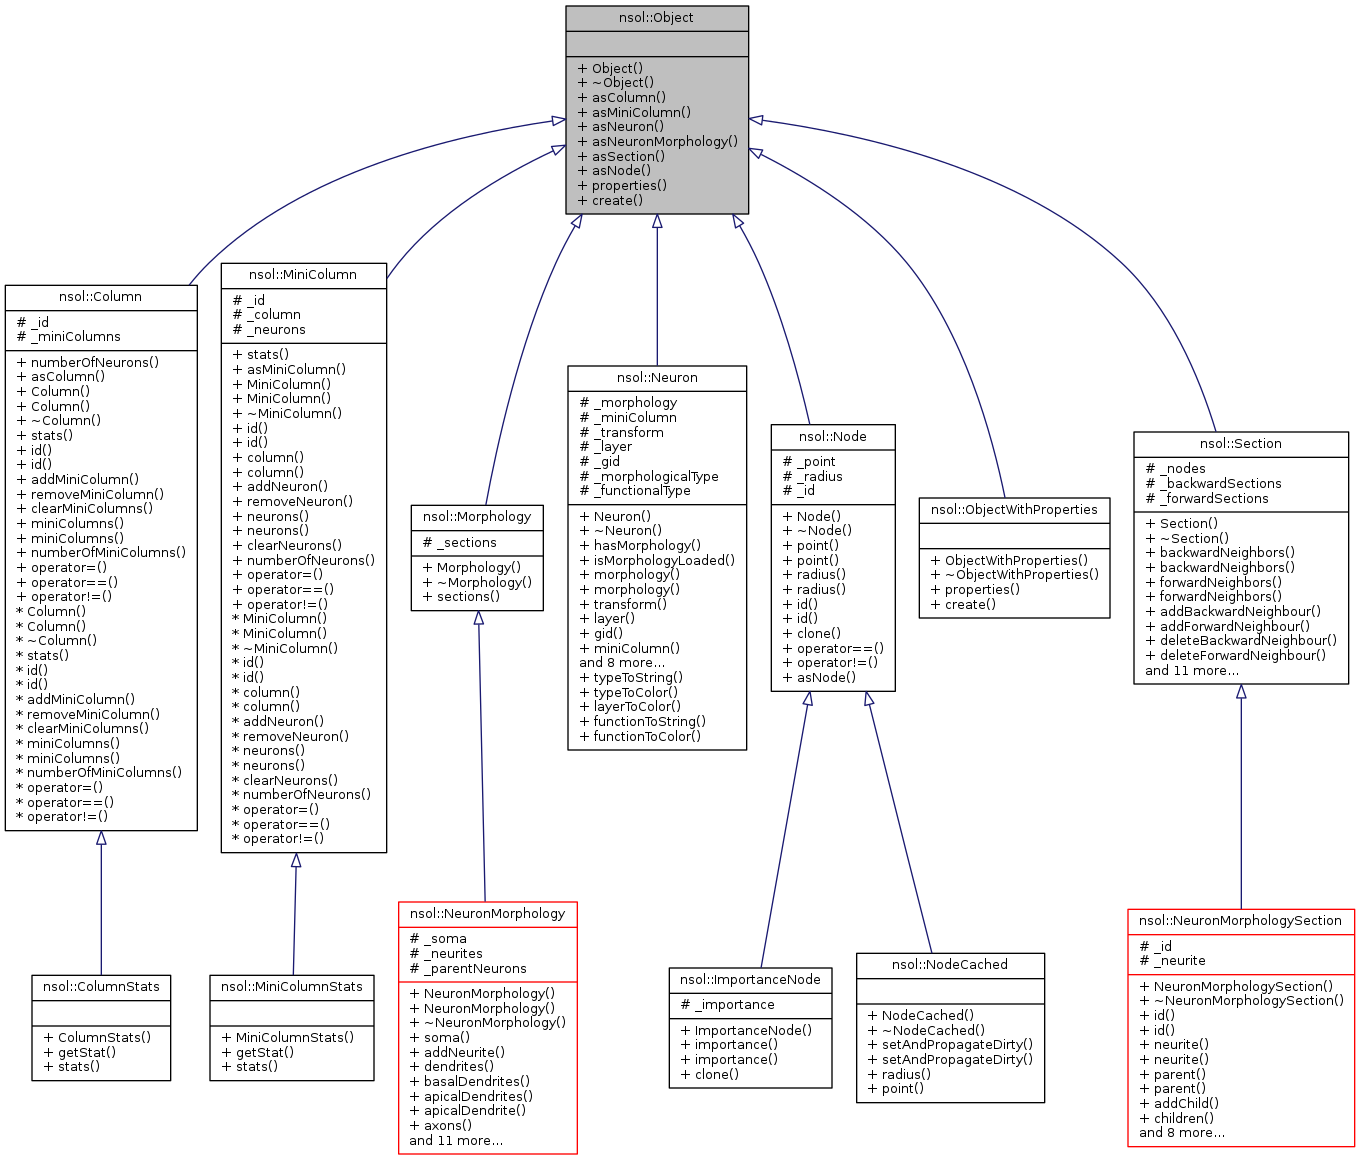 nsol::Object
+ Object()
+ ~Object()
+ asColumn()
+ asMiniColumn()
+ asNeuron()
+ asNeuronMorphology()
+ asSection()
+ asNode()
+ properties()
+ create()
nsol::Column
# _id
# _miniColumns
+ numberOfNeurons()
+ asColumn()
+ Column()
+ Column()
+ ~Column()
+ stats()
+ id()
+ id()
+ addMiniColumn()
+ removeMiniColumn()
+ clearMiniColumns()
+ miniColumns()
+ miniColumns()
+ numberOfMiniColumns()
+ operator=()
+ operator==()
+ operator!=()
* Column()
* Column()
* ~Column()
* stats()
* id()
* id()
* addMiniColumn()
* removeMiniColumn()
* clearMiniColumns()
* miniColumns()
* miniColumns()
* numberOfMiniColumns()
* operator=()
* operator==()
* operator!=()
nsol::MiniColumn
# _id
# _column
# _neurons
+ stats()
+ asMiniColumn()
+ MiniColumn()
+ MiniColumn()
+ ~MiniColumn()
+ id()
+ id()
+ column()
+ column()
+ addNeuron()
+ removeNeuron()
+ neurons()
+ neurons()
+ clearNeurons()
+ numberOfNeurons()
+ operator=()
+ operator==()
+ operator!=()
* MiniColumn()
* MiniColumn()
* ~MiniColumn()
* id()
* id()
* column()
* column()
* addNeuron()
* removeNeuron()
* neurons()
* neurons()
* clearNeurons()
* numberOfNeurons()
* operator=()
* operator==()
* operator!=()
nsol::Morphology
# _sections
+ Morphology()
+ ~Morphology()
+ sections()
nsol::Neuron
# _morphology
# _miniColumn
# _transform
# _layer
# _gid
# _morphologicalType
# _functionalType
+ Neuron()
+ ~Neuron()
+ hasMorphology()
+ isMorphologyLoaded()
+ morphology()
+ morphology()
+ transform()
+ layer()
+ gid()
+ miniColumn()
and 8 more...
+ typeToString()
+ typeToColor()
+ layerToColor()
+ functionToString()
+ functionToColor()
nsol::Node
# _point
# _radius
# _id
+ Node()
+ ~Node()
+ point()
+ point()
+ radius()
+ radius()
+ id()
+ id()
+ clone()
+ operator==()
+ operator!=()
+ asNode()
nsol::ObjectWithProperties
+ ObjectWithProperties()
+ ~ObjectWithProperties()
+ properties()
+ create()
nsol::Section
# _nodes
# _backwardSections
# _forwardSections
+ Section()
+ ~Section()
+ backwardNeighbors()
+ backwardNeighbors()
+ forwardNeighbors()
+ forwardNeighbors()
+ addBackwardNeighbour()
+ addForwardNeighbour()
+ deleteBackwardNeighbour()
+ deleteForwardNeighbour()
and 11 more...
nsol::ColumnStats
+ ColumnStats()
+ getStat()
+ stats()
nsol::MiniColumnStats
+ MiniColumnStats()
+ getStat()
+ stats()
nsol::NeuronMorphology
# _soma
# _neurites
# _parentNeurons
+ NeuronMorphology()
+ NeuronMorphology()
+ ~NeuronMorphology()
+ soma()
+ addNeurite()
+ dendrites()
+ basalDendrites()
+ apicalDendrites()
+ apicalDendrite()
+ axons()
and 11 more...
nsol::ImportanceNode
# _importance
+ ImportanceNode()
+ importance()
+ importance()
+ clone()
nsol::NodeCached
+ NodeCached()
+ ~NodeCached()
+ setAndPropagateDirty()
+ setAndPropagateDirty()
+ radius()
+ point()
nsol::NeuronMorphologySection
# _id
# _neurite
+ NeuronMorphologySection()
+ ~NeuronMorphologySection()
+ id()
+ id()
+ neurite()
+ neurite()
+ parent()
+ parent()
+ addChild()
+ children()
and 8 more...